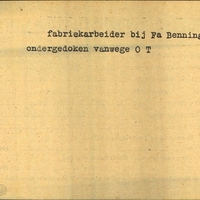 fabriekarbeider bij Fa Benning
ondergedoken vanwege O T